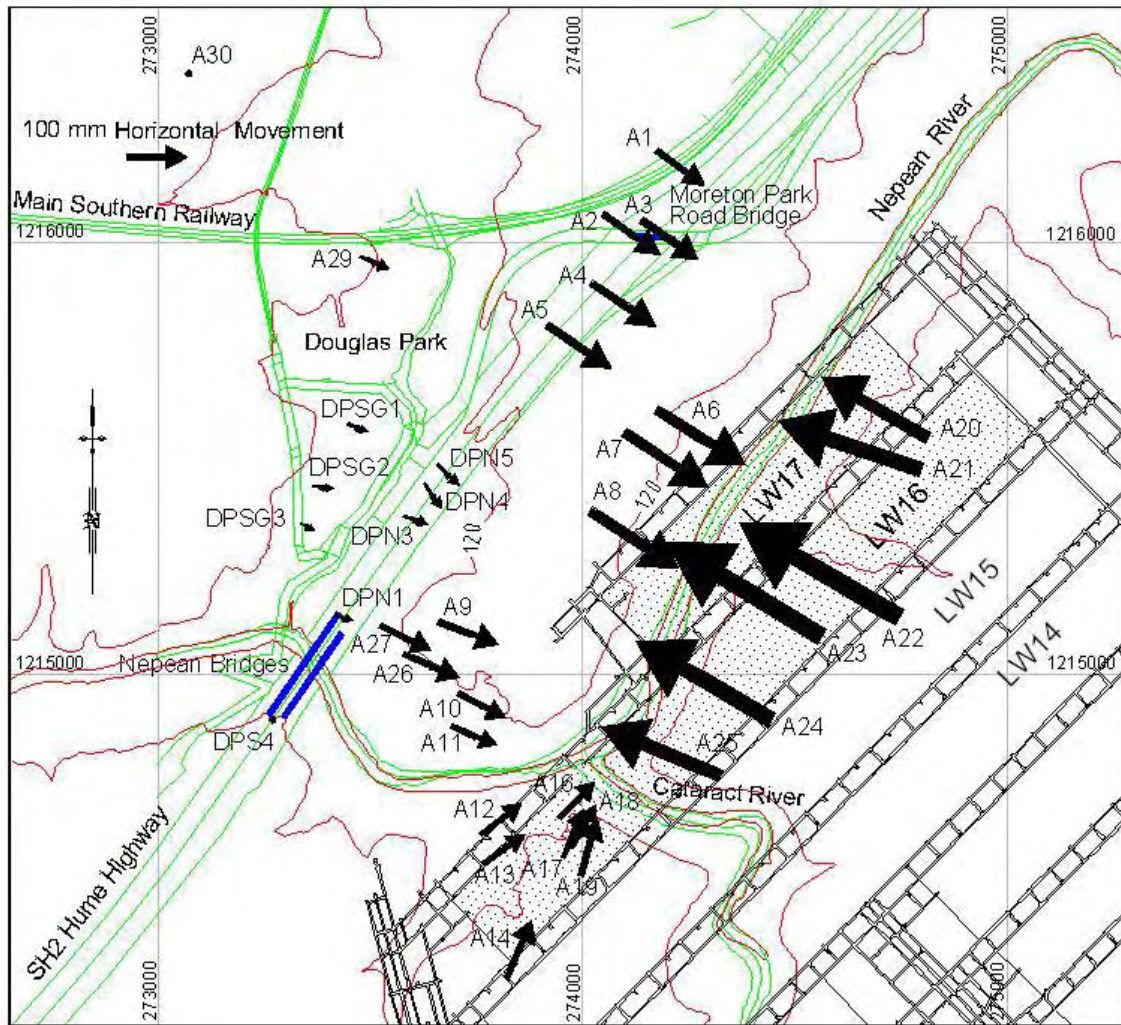 273000
274000
275000
A30
100 mm Horizontal Movement
Main Southern Railway
A1
Moreton Park
Road Bridge
A2
A3
Nepean River
1216000
1216000
A29
A4
A5
Douglas Park
DPSG1
DPSG2
DPSG3
DPN5
DPN4
DPN3
A6
A7
A8
120
120
A20
A21
LW17
LW16
LW15
LW14
DPN1
A27
A9
A26
A10
A11
A22
A23
A24
A25
Nepean Bridges
1215000
1215000
DPS4
Cataract River
A12
A16
A18
A13
A17
A19
A14
SH2 Hume Highway
273000
274000
275000